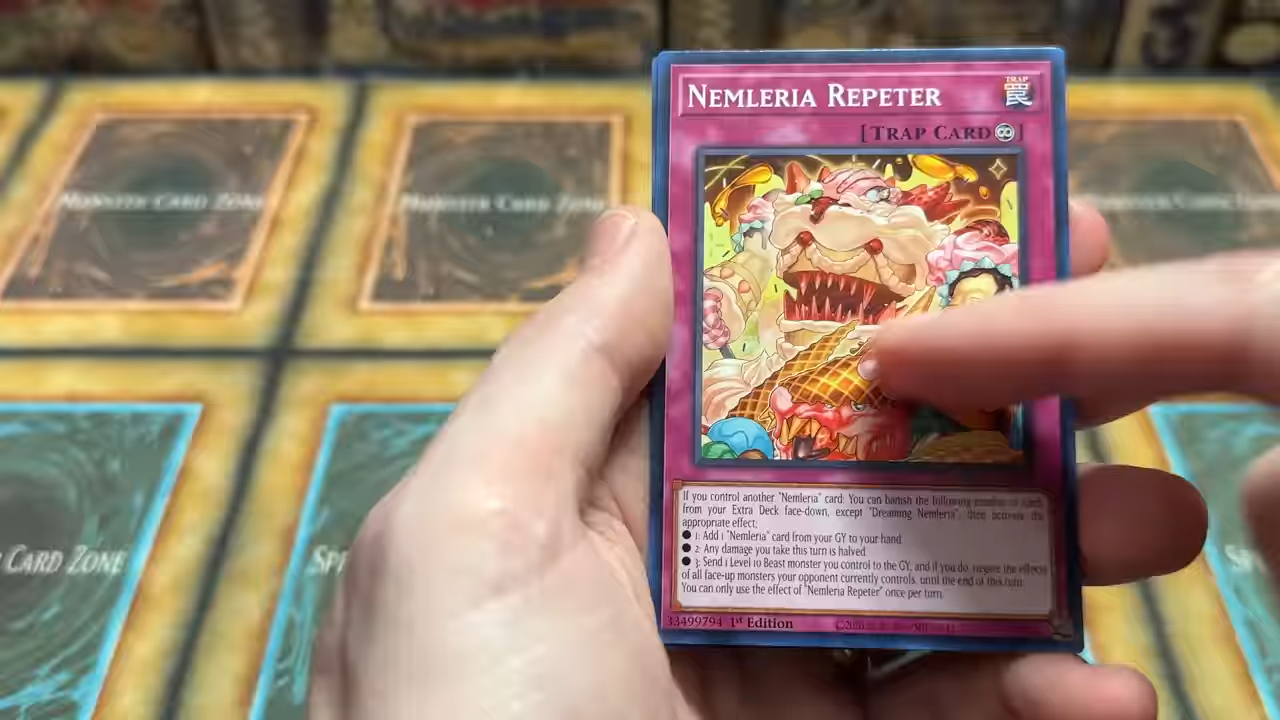 NEMLERIA REPETER
TRAP
罠
[TRAP CARD ]
MONSTER CARD ZONE
MONSTER CARD ZONE
If you control another "Nemleria" card: You can banish the following number of cards
from your Extra Deck face-down, except "Dreaming Nemleria", then activate the
appropriate effect;
● 1: Add 1 "Nemleria" card from your GY to your hand.
● 2: Any damage you take this turn is halved.
● 3: Send 1 Level 10 Beast monster you control to the GY, and if you do, negate the effects
of all face-up monsters your opponent currently controls, until the end of this turn.
You can only use the effect of "Nemleria Repeter" once per turn.
33499794 1st Edition
CARD ZONE
SP